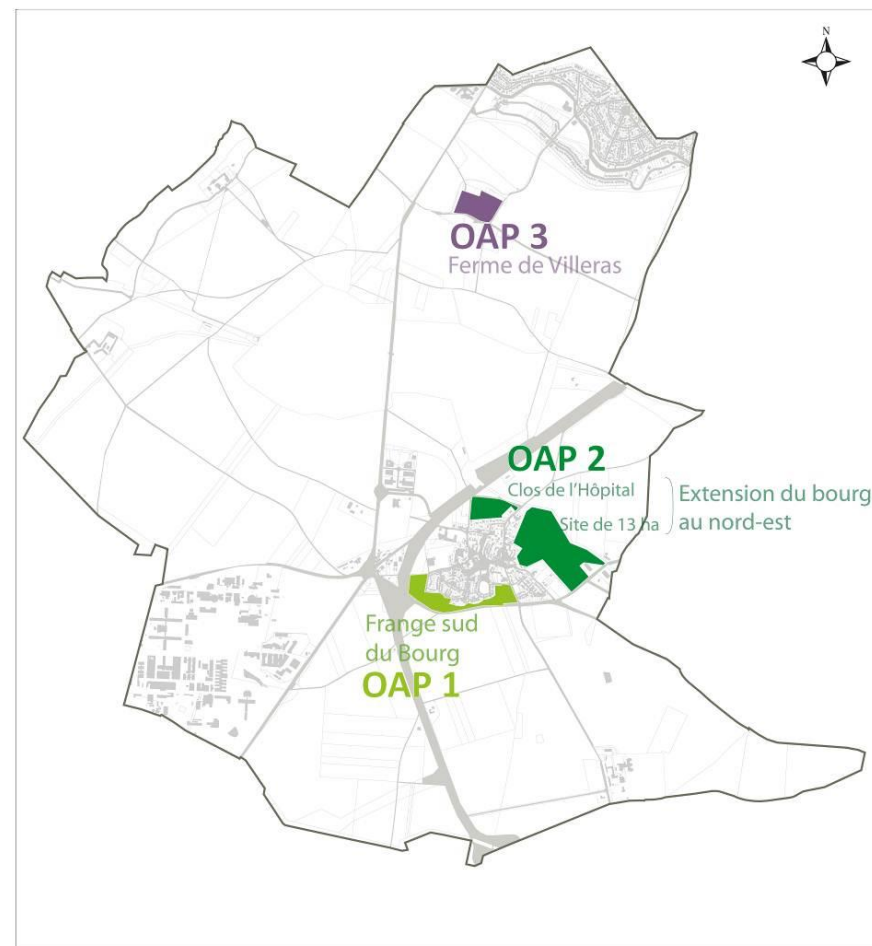 N
OAP 3
Ferme de Villeras
OAP 2
Clos de l'Hôpital
Site de 13 ha
Extension du bourg
au nord-est
Frange sud
du Bourg
OAP 1